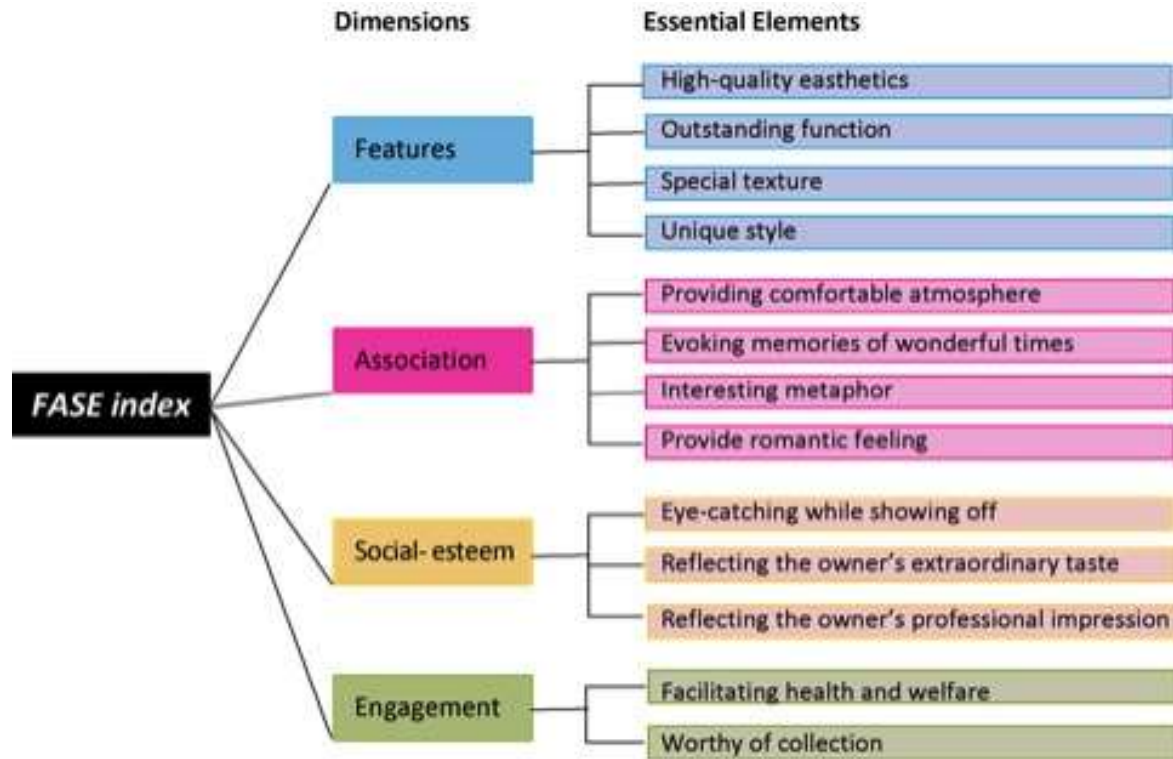 Dimensions
Essential Elements
High-quality easthetics
Outstanding function
Features
Special texture
Unique style
Providing comfortable atmosphere
Evoking memories of wonderful times
Association
Interesting metaphor
Provide romantic feeling
FASE index
Eye-catching while showing off
Social- esteem
Reflecting the owner's extraordinary taste
Reflecting the owner's professional impression
Facilitating health and welfare
Engagement
Worthy of collection